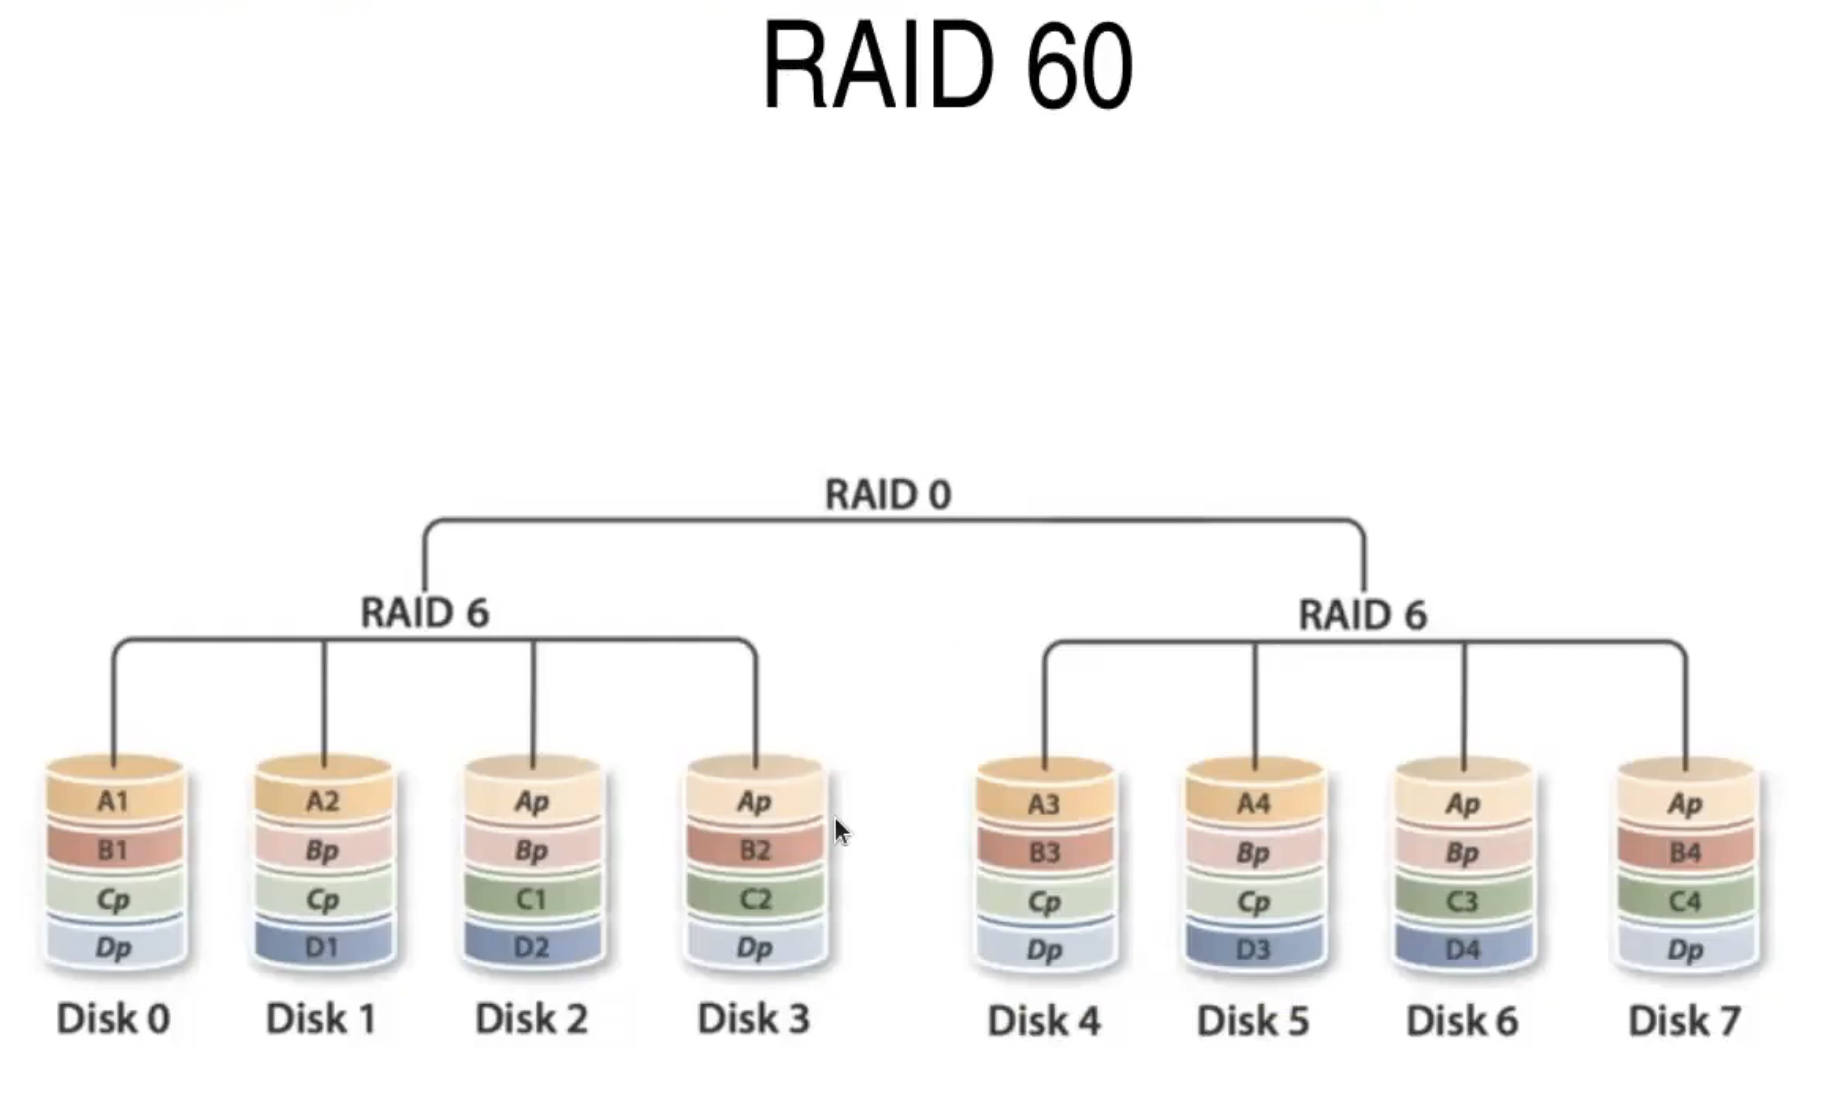 RAID 60
RAID 0
RAID 6 RAID 6
A1 A2 Ap Ap A3 A4 Ap Ap
B1 Bp Bp B2 B3 Bp Bp B4
Cp Cp C1 C2 Cp Cp C3 C4
Dp D1 D2 Dp Dp D3 D4 Dp
Disk 0 Disk 1 Disk 2 Disk 3 Disk 4 Disk 5 Disk 6 Disk 7